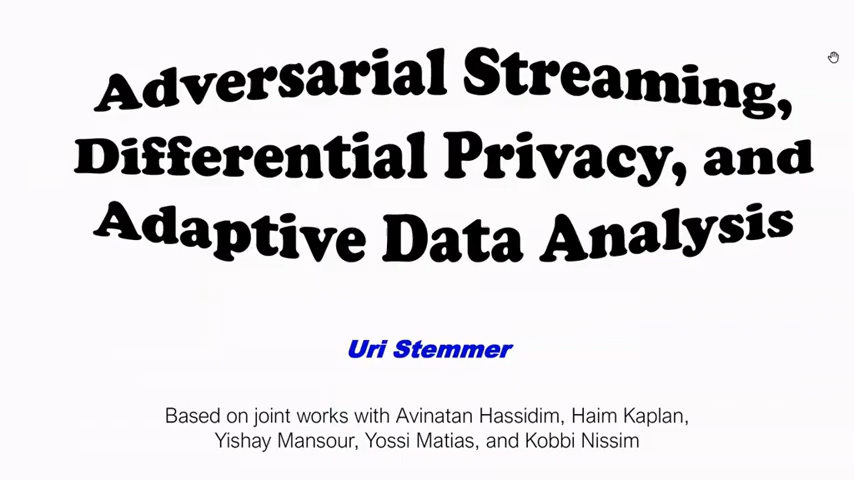 Adversarial Streaming,
Differential Privacy, and
Adaptive Data Analysis
Uri Stemmer
Based on joint works with Avinatan Hassidim, Haim Kaplan,
Yishay Mansour, Yossi Matias, and Kobbi Nissim